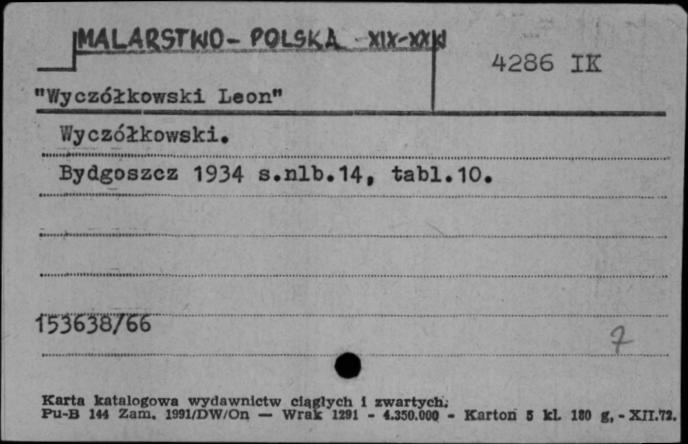 MALARSTWO - POLSKA XIX-XXW
4286 IK
"Wyczółkowski Leon"
Wyczółkowski.
Bydgoszcz 1934 s.nlb.14, tabl.10.
153638/66
7
Karta katalogowa wydawnictw ciągłych i zwartych.
Pu-B 144 Zam. 1991/DW/On — Wrak 1291 - 4.350.000 - Karton 5 kl. 180 g. - XII.72.